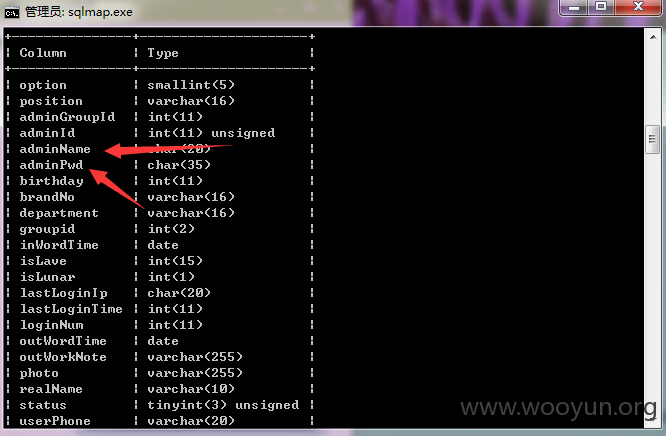 管理员: sqlmap.exe
Column | Type
option | smallint(5)
position | varchar(16)
adminGroupId | int(11)
adminId | int(11) unsigned
adminName | char(20)
adminPwd | char(35)
birthday | int(11)
brandNo | varchar(16)
department | varchar(16)
groupid | int(2)
inWordTime | date
isLave | int(15)
isLunar | int(1)
lastLoginIp | char(20)
lastLoginTime | int(11)
loginNum | int(11)
outWordTime | date
outWorkNote | varchar(255)
photo | varchar(255)
realName | varchar(10)
status | tinyint(3) unsigned
userPhone | varchar(20)
www.wooyun.org